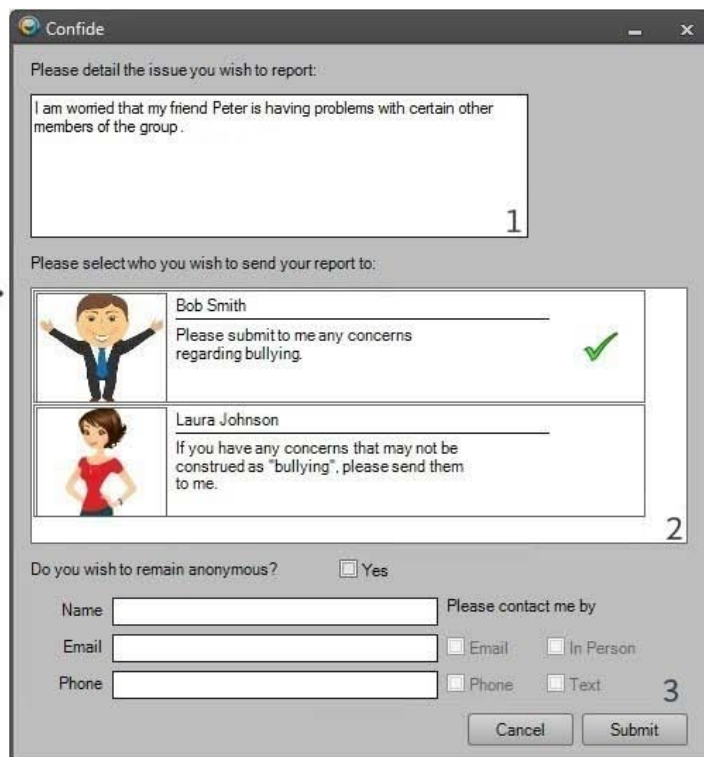 Confide
Please detail the issue you wish to report:
I am worried that my friend Peter is having problems with certain other
members of the group .
1
Please select who you wish to send your report to:
Bob Smith
Please submit to me any concerns
regarding bullying.
Laura Johnson
If you have any concerns that may not be
construed as "bullying", please send them
to me.
2
Do you wish to remain anonymous? Yes
Name Please contact me by
Email Email In Person
Phone Phone Text 3
Cancel Submit